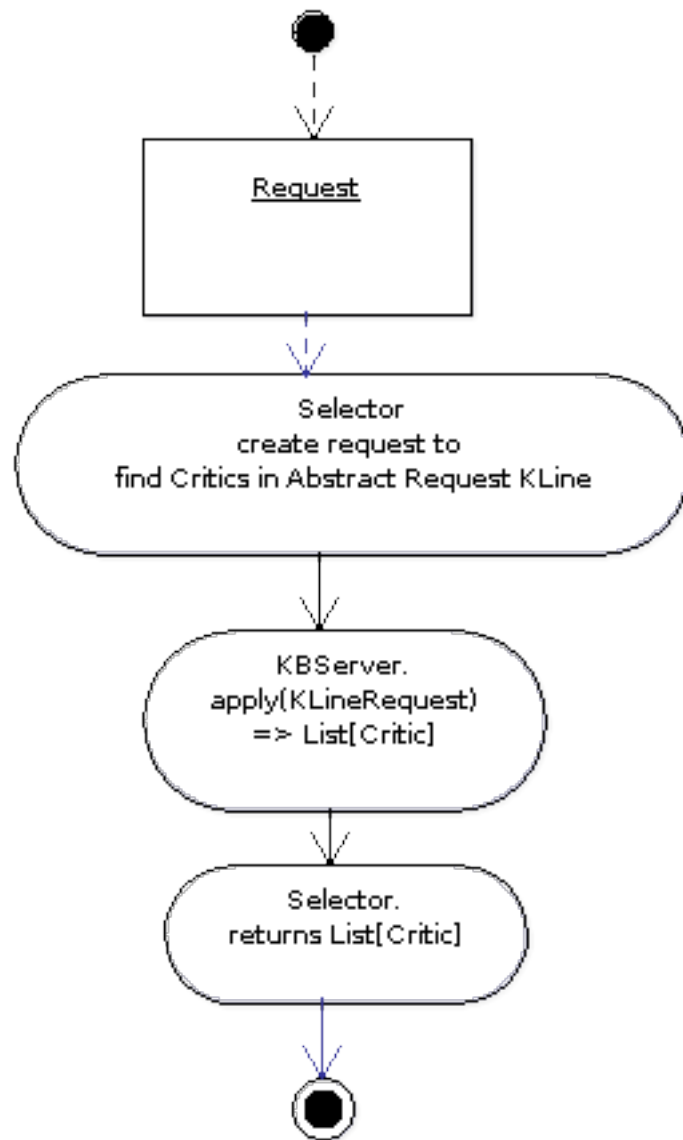 Request
Selector
create request to
find Critics in Abstract Request KLine
KBServer.
apply(KLineRequest)
=> List[Critic]
Selector.
returns List[Critic]